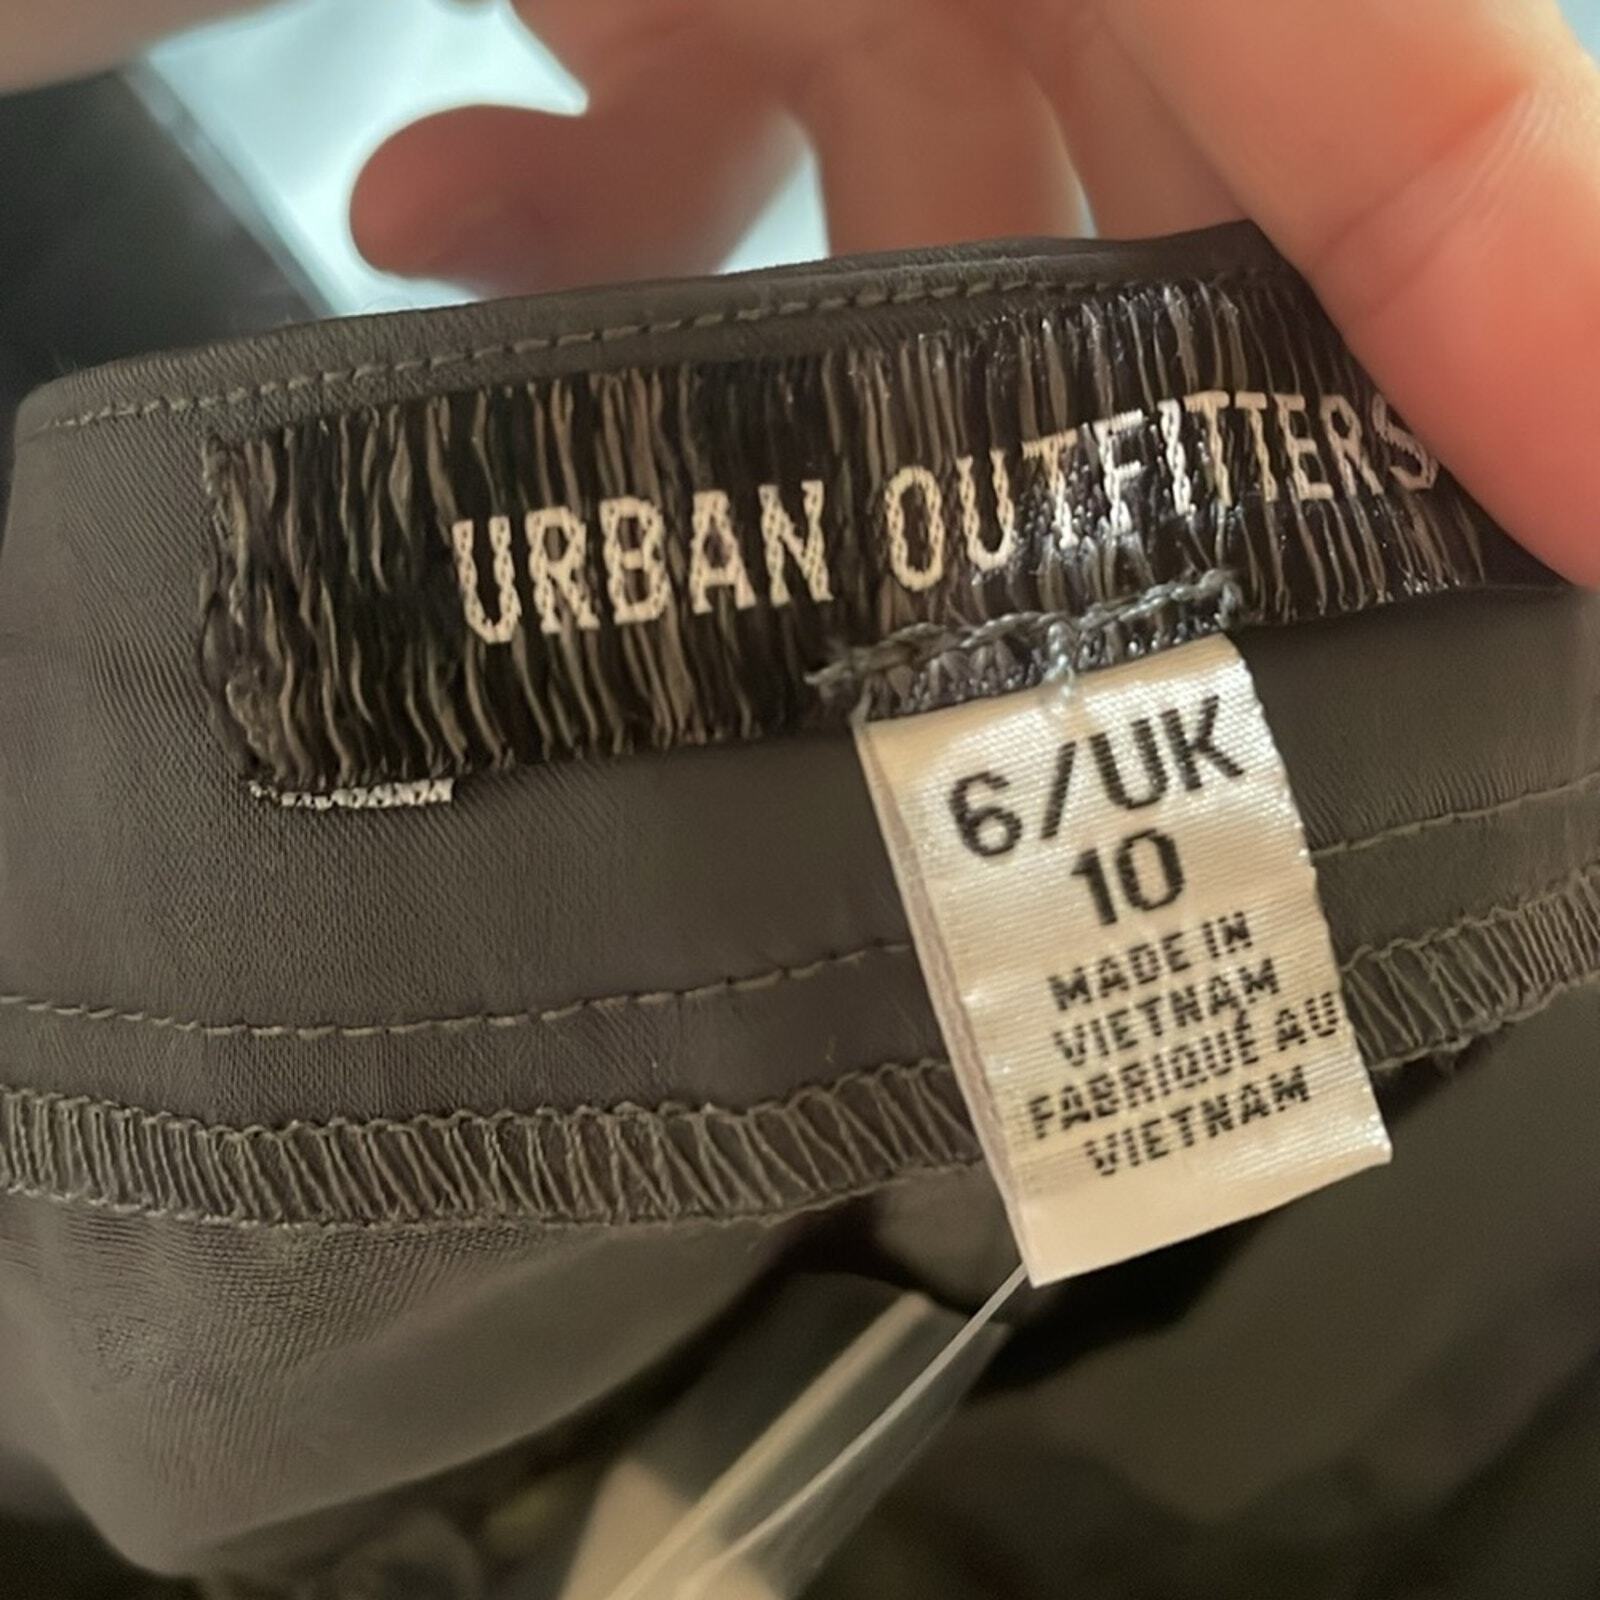 URBAN OUTFITTERS
6/UK
10
MADE IN
VIETNAM
FABRIQUÉ AU
VIETNAM